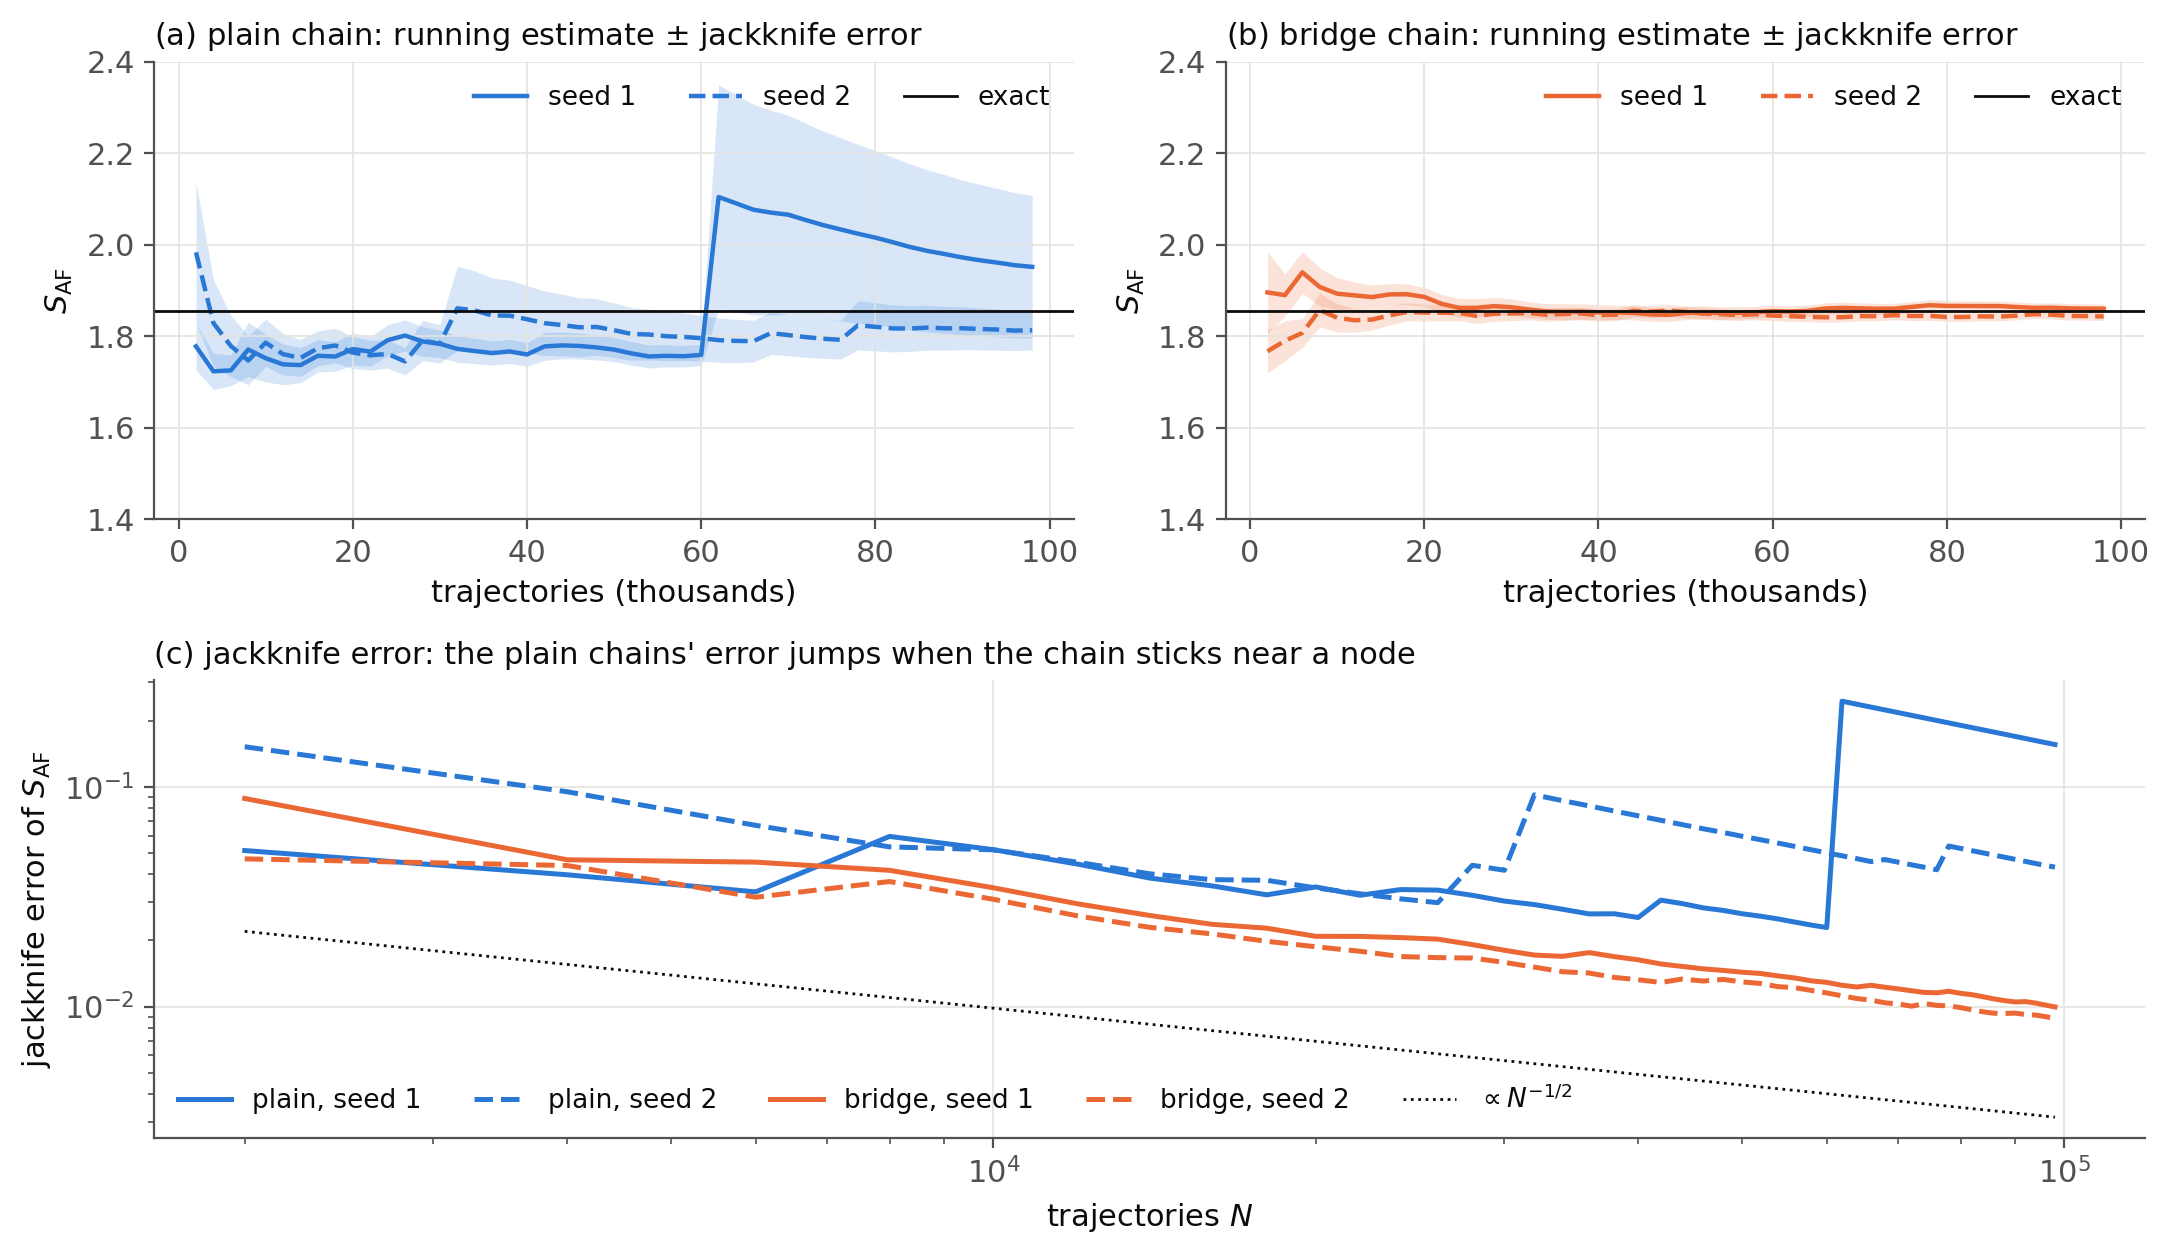 (a) plain chain: running estimate ± jackknife error
seed 1 seed 2 exact
2.4
2.2
2.0
1.8
1.6
1.4
S_AF
0 20 40 60 80 100
trajectories (thousands)
(b) bridge chain: running estimate ± jackknife error
seed 1 seed 2 exact
2.4
2.2
2.0
1.8
1.6
1.4
S_AF
0 20 40 60 80 100
trajectories (thousands)
(c) jackknife error: the plain chains' error jumps when the chain sticks near a node
jackknife error of S_AF
10^{-1}
10^{-2}
plain, seed 1 plain, seed 2 bridge, seed 1 bridge, seed 2 ∝ N^{-1/2}
10^4 10^5
trajectories N